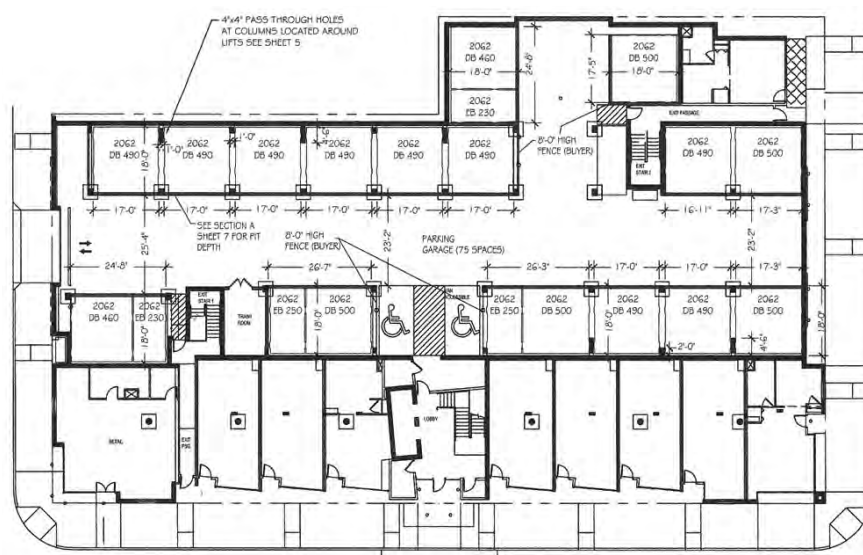 4"x4" PASS THROUGH HOLES
AT COLUMNS LOCATED AROUND
LIFTS SEE SHEET 5
2062
DB 460
18'-0"
2062
EB 230
24'-8"
17'-5"
2062
DB 500
18'-0"
EXIT PASSAGE
8'-0" HIGH
FENCE (BUYER)
EXIT
STAIR 2
2062
DB 490
18'-0"
1'-0"
2062
DB 490
1'-0"
2062
DB 490
2062
DB 490
2062
DB 490
2062
DB 490
2062
DB 490
2062
DB 500
17'-0"
17'-0"
17'-0"
17'-0"
17'-0"
17'-0"
16'-11"
17'-3"
SEE SECTION A
SHEET 7 FOR PIT
DEPTH
8'-0" HIGH
FENCE (BUYER)
PARKING
GARAGE (75 SPACES)
25'-4"
23'-2"
23'-2"
24'-8"
26'-7"
26'-3"
17'-0"
17'-0"
17'-3"
2062
DB 460
2062
EB 230
18'-0"
EXIT
STAIR 1
TRASH
ROOM
2062
EB 250
18'-0"
2062
DB 500
2062
EB 250
2062
DB 500
18'-0"
2062
DB 490
2062
DB 490
2'-0"
2062
DB 500
4'-6"
18'-0"
RETAIL
EXIT
PSG.
LOBBY